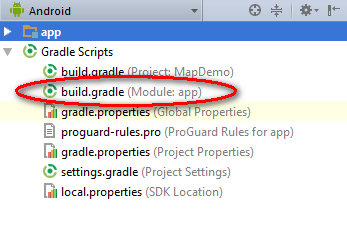 Android
app
Gradle Scripts
build.gradle (Project: MapDemo)
build.gradle (Module: app)
gradle.properties (Global Properties)
proguard-rules.pro (ProGuard Rules for app)
gradle.properties (Project Properties)
settings.gradle (Project Settings)
local.properties (SDK Location)